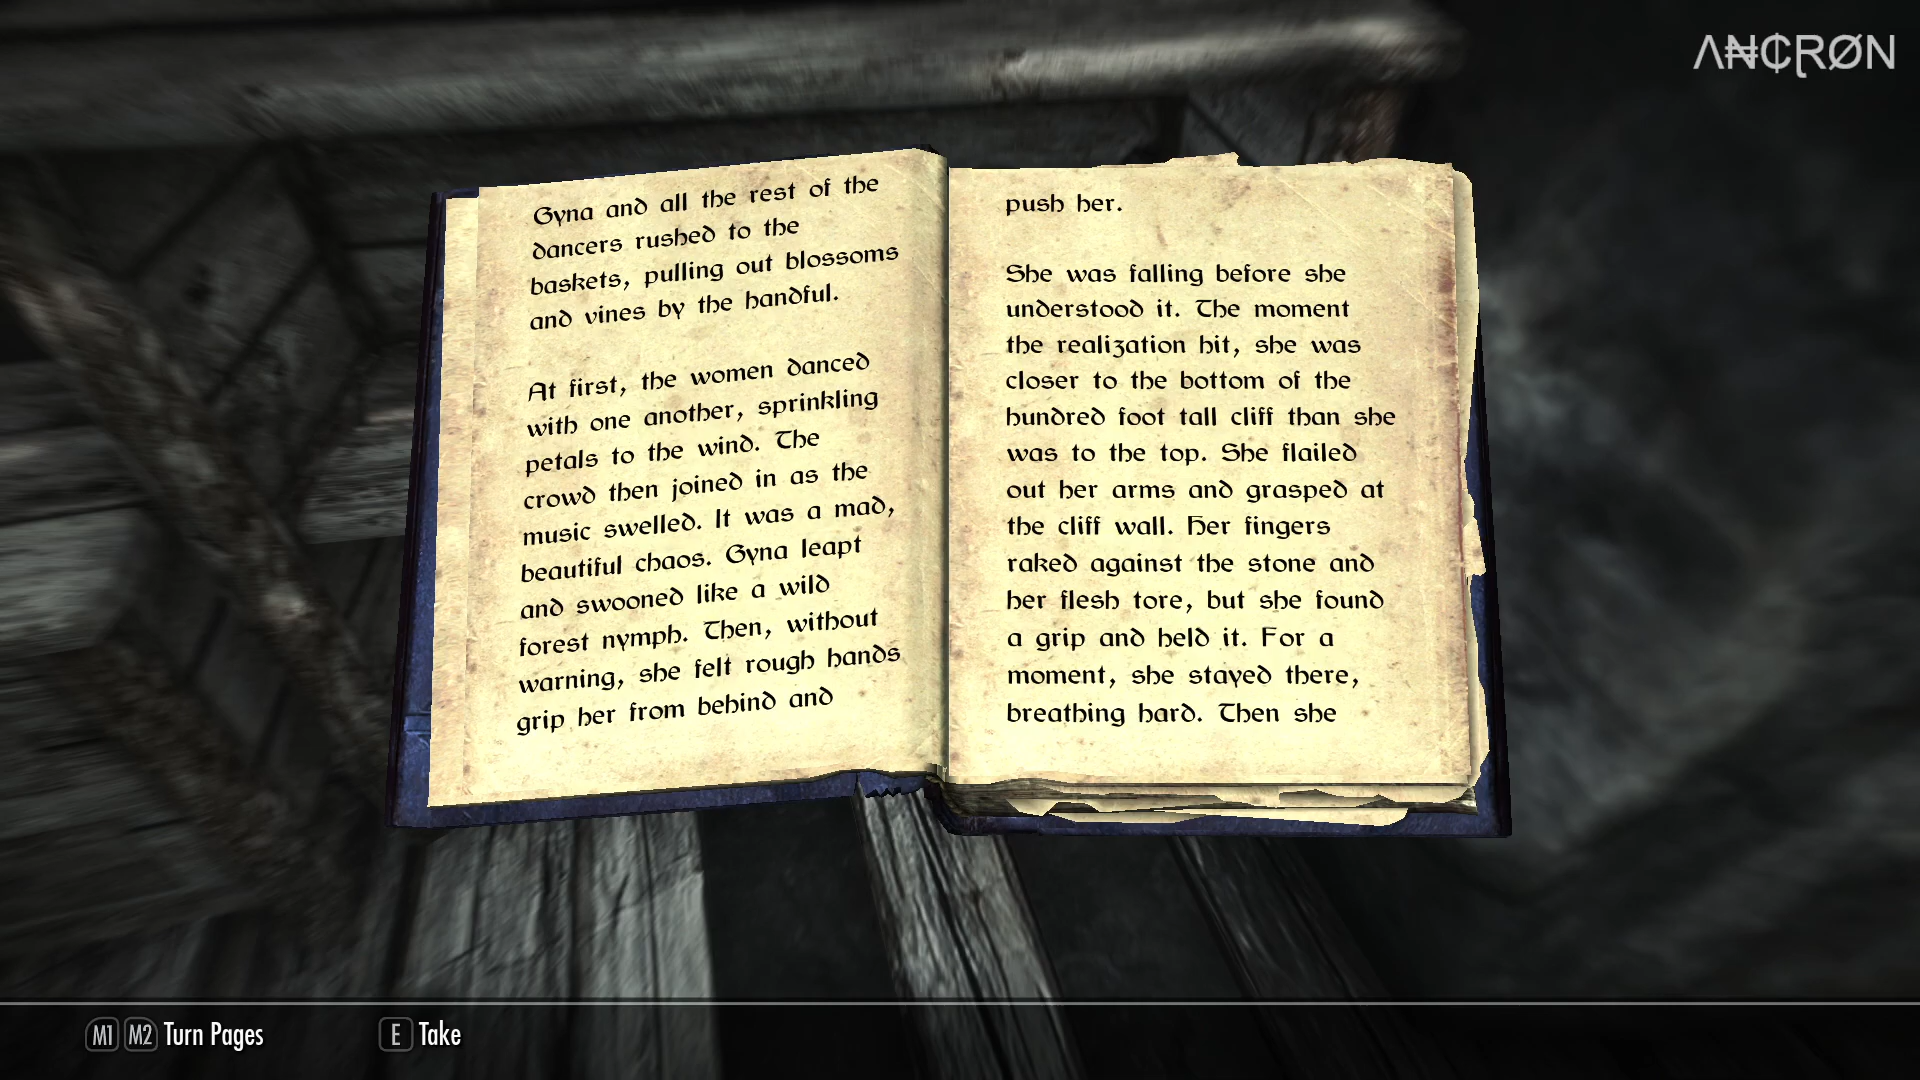 ΛN₵RØN
Gyna and all the rest of the
dancers rushed to the
baskets, pulling out blossoms
and vines by the handful.
At first, the women danced
with one another, sprinkling
petals to the wind. The
crowd then joined in as the
music swelled. It was a mad,
beautiful chaos. Gyna leapt
and swooned like a wild
forest nymph. Then, without
warning, she felt rough hands
grip her from behind and
push her.
She was falling before she
understood it. The moment
the realization hit, she was
closer to the bottom of the
hundred foot tall cliff than she
was to the top. She flailed
out her arms and grasped at
the cliff wall. Her fingers
raked against the stone and
her flesh tore, but she found
a grip and held it. For a
moment, she stayed there,
breathing hard. Then she
M1 M2 Turn Pages
E Take